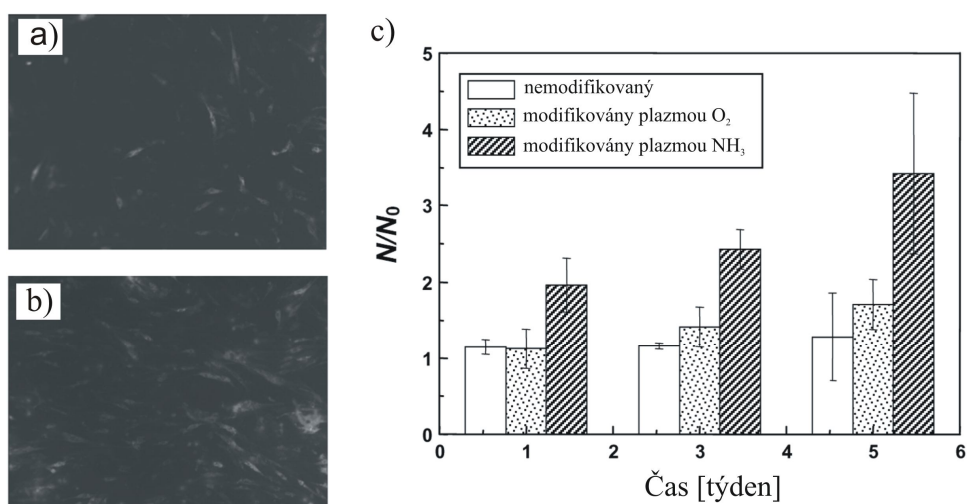 a)
b)
c)
5
4
3
2
1
0
N/N₀
nemodifikovaný
modifikovány plazmou O₂
modifikovány plazmou NH₃
0 1 2 3 4 5 6
Čas [týden]